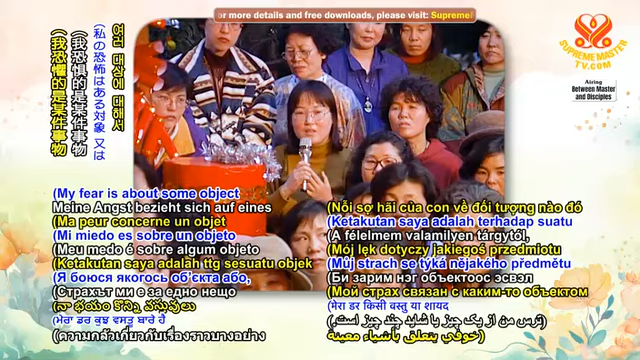 or more details and free downloads, please visit: Suprem
SUPREME MASTER
TV.COM
Airing
Between Master
and Disciples
여러 대상에 대해서
(私の恐怖はある対象 又は
(我恐懼的是某件事物
(我恐惧的是某件事物
(My fear is about some object
Meine Angst bezieht sich auf eines
(Ma peur concerne un objet
(Mi miedo es sobre un objeto
(Meu medo é sobre algum objeto
(Ketakutan saya adalah ttg sesuatu objek
(Я боюся якогось об'єкта або,
(Страхът ми е за едно нещо
(నా భయం కొన్ని వస్తువులు
(ਮੇਰਾ ਡਰ ਕੁਝ ਵਸਤੂ ਬਾਰੇ ਹੈ
(ความกลัวเกี่ยวกับเรื่องราวบางอย่าง
(Nỗi sợ hãi của con về đối tượng nào đó
(Ketakutan saya adalah terhadap suatu
(A félelmem valamilyen tárgytól,
(Mój lęk dotyczy jakiegoś przedmiotu
(Můj strach se týká nějakého předmětu
(Би зарим нэг объектоос эсвэл
(Мой страх связан с каким-то объектом
(मेरा डर किसी वस्तु या शायद
(ترس من از یک چیز یا شاید چند چیز است,
(خوفي يتعلق بأشياء معينة